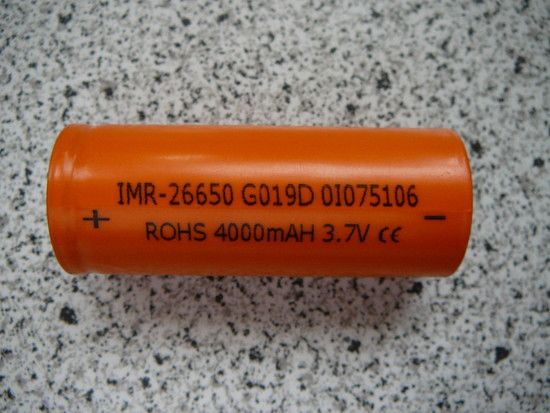 IMR-26650 G019D 0I075106
+ −
ROHS 4000mAH 3.7V CE